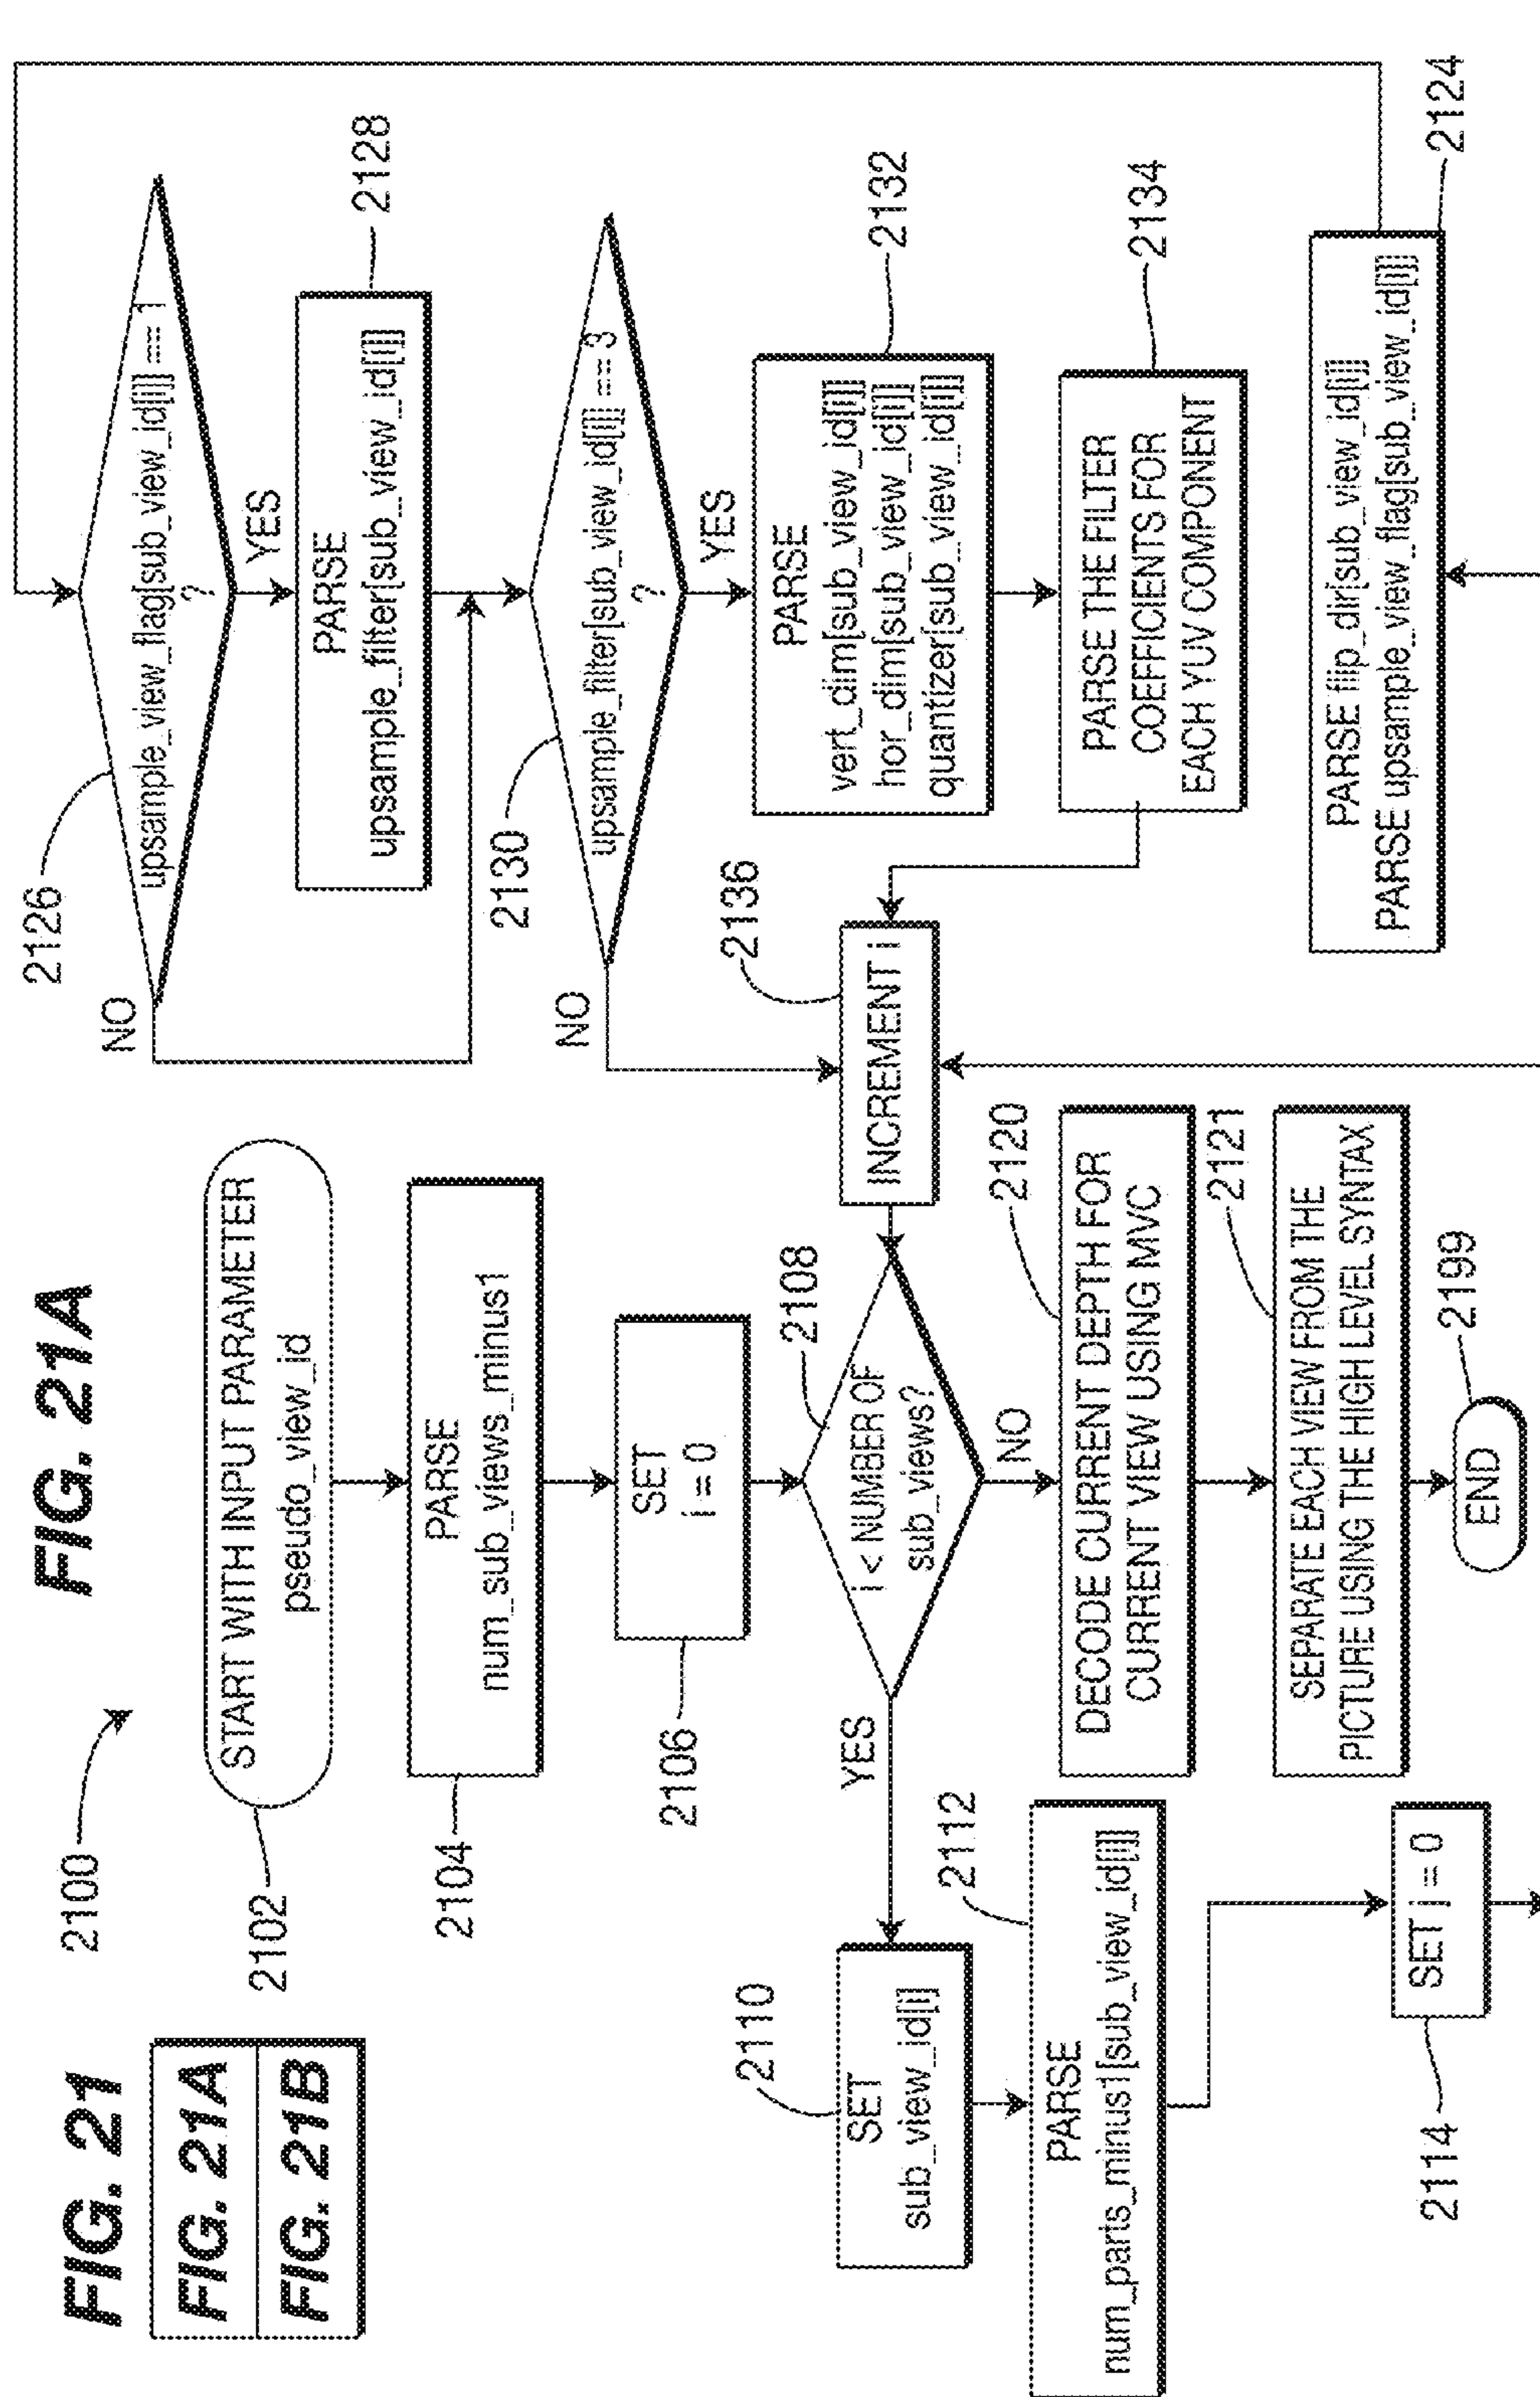 FIG. 21
FIG. 21A
FIG. 21B
FIG. 21A
2100
START WITH INPUT PARAMETER
pseudo_view_id
2102
PARSE
num_sub_views_minus1
2104
SET
i = 0
2106
i < NUMBER OF
sub_views?
2108
YES
NO
SET
sub_view_id[i]
2110
PARSE
num_parts_minus1[sub_view_id[i]]
2112
SET j = 0
2114
DECODE CURRENT DEPTH FOR
CURRENT VIEW USING MVC
2120
SEPARATE EACH VIEW FROM THE
PICTURE USING THE HIGH LEVEL SYNTAX
2121
END
2199
2126
upsample_view_flag[sub_view_id[i]] == 1
?
NO
YES
PARSE
upsample_filter[sub_view_id[i]]
2128
2130
upsample_filter[sub_view_id[i]] == 3
?
NO
YES
PARSE
vert_dim[sub_view_id[i]]
hor_dim[sub_view_id[i]]
quantizer[sub_view_id[i]]
2132
PARSE THE FILTER
COEFFICIENTS FOR
EACH YUV COMPONENT
2134
INCREMENT i
2136
PARSE flip_dir[sub_view_id[i]]
PARSE upsample_view_flag[sub_view_id[i]]
2124